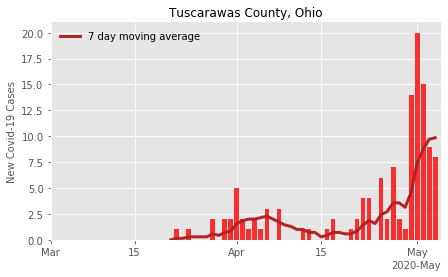 Tuscarawas County, Ohio
7 day moving average
New Covid-19 Cases
20.0
17.5
15.0
12.5
10.0
7.5
5.0
2.5
0.0
Mar 15 Apr 15 May
2020-May